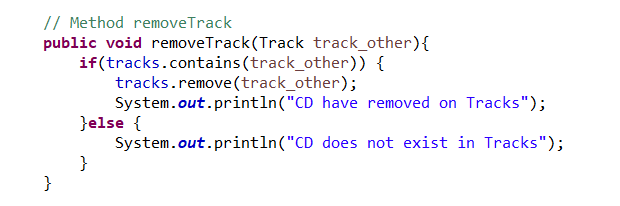 // Method removeTrack
public void removeTrack(Track track_other){
if(tracks.contains(track_other)) {
tracks.remove(track_other);
System.out.println("CD have removed on Tracks");
}else {
System.out.println("CD does not exist in Tracks");
}
}